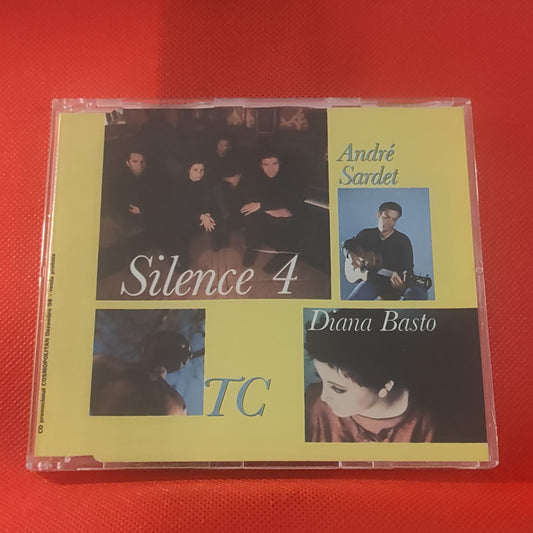 André
Sardet
Silence 4
Diana Basto
TC
CD promocional COSMOPOLITAN Dezembro 98 - venda proibida